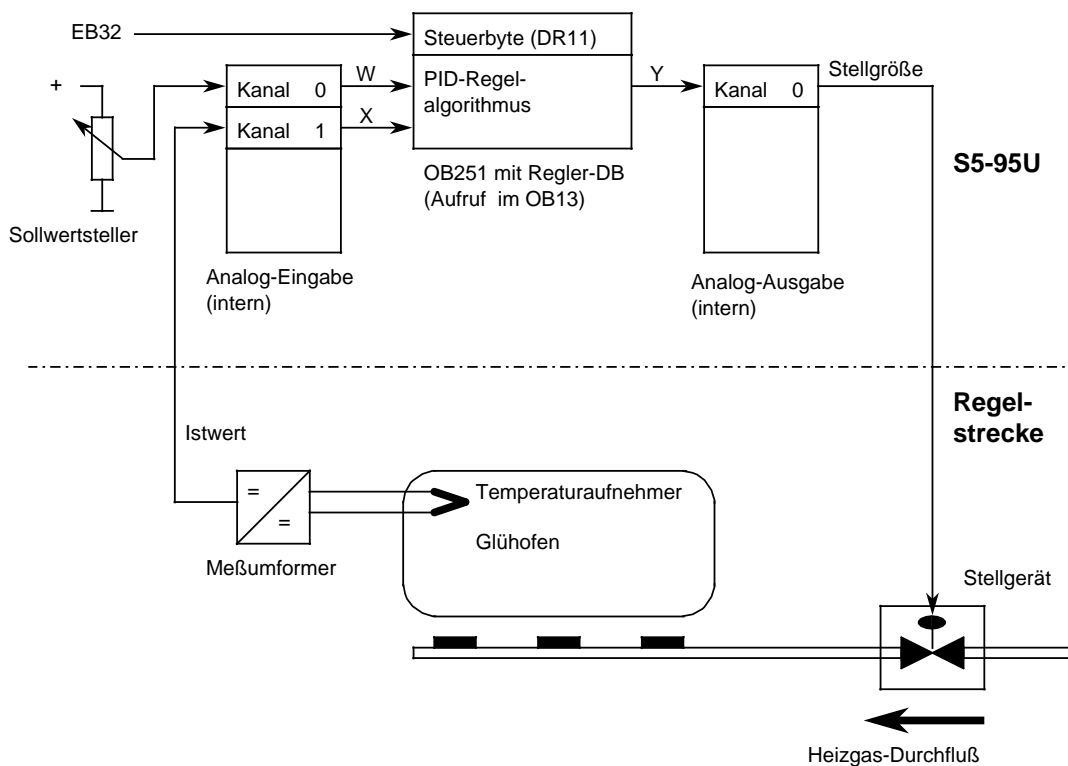 EB32
Steuerbyte (DR11)
+
Kanal 0
W
PID-Regel-
algorithmus
Y
Kanal 0
Stellgröße
Kanal 1
X
S5-95U
OB251 mit Regler-DB
(Aufruf im OB13)
Sollwertsteller
Analog-Eingabe
(intern)
Analog-Ausgabe
(intern)
Regel-
strecke
Istwert
=
=
Temperaturaufnehmer
Glühofen
Meßumformer
Stellgerät
Heizgas-Durchfluß